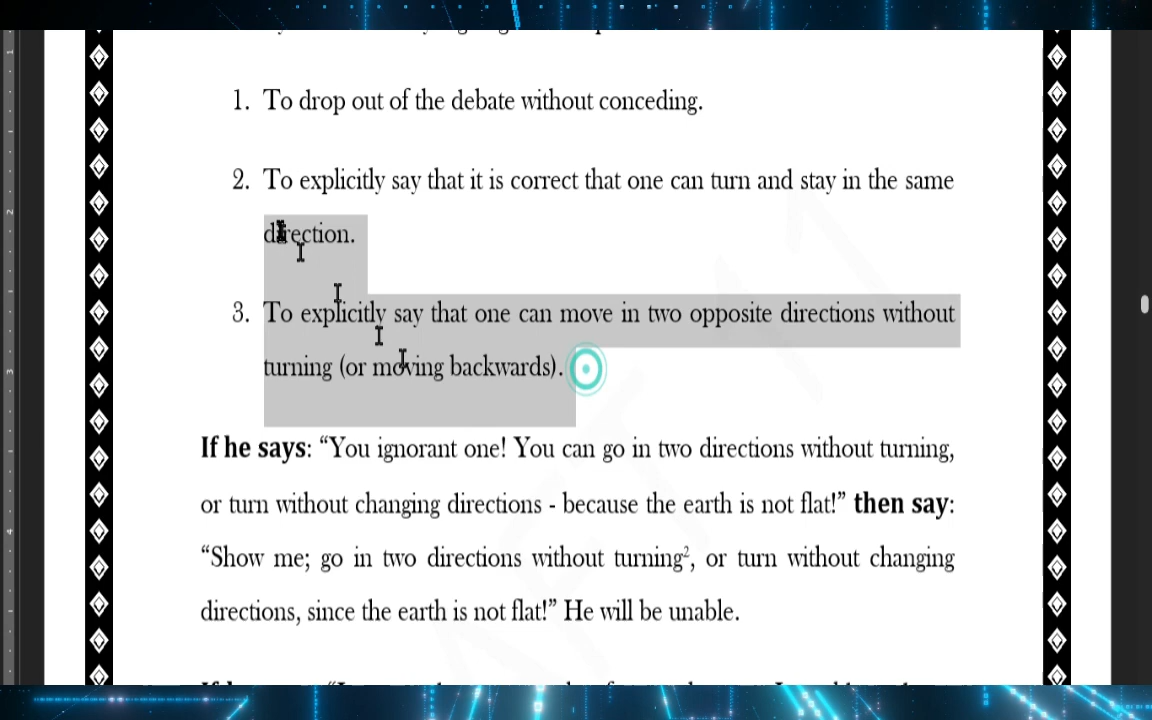 1. To drop out of the debate without conceding.
2. To explicitly say that it is correct that one can turn and stay in the same
direction.
3. To explicitly say that one can move in two opposite directions without
turning (or moving backwards).
If he says: “You ignorant one! You can go in two directions without turning,
or turn without changing directions - because the earth is not flat!” then say:
“Show me; go in two directions without turning², or turn without changing
directions, since the earth is not flat!” He will be unable.